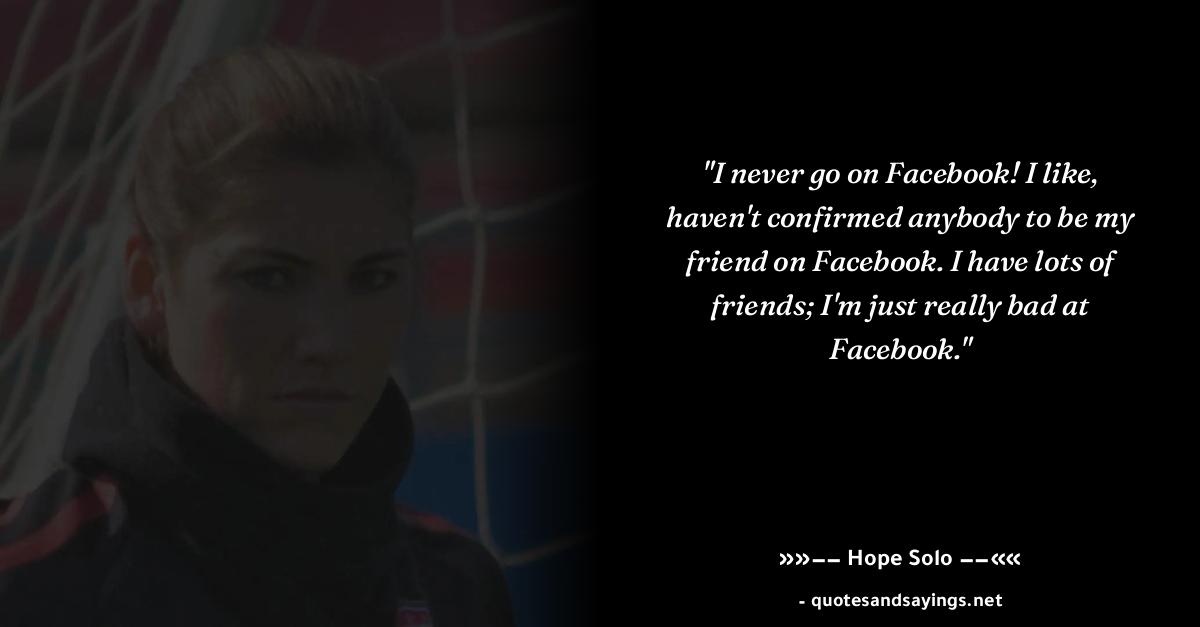 "I never go on Facebook! I like,
haven't confirmed anybody to be my
friend on Facebook. I have lots of
friends; I'm just really bad at
Facebook."
»»−− Hope Solo −−««
- quotesandsayings.net